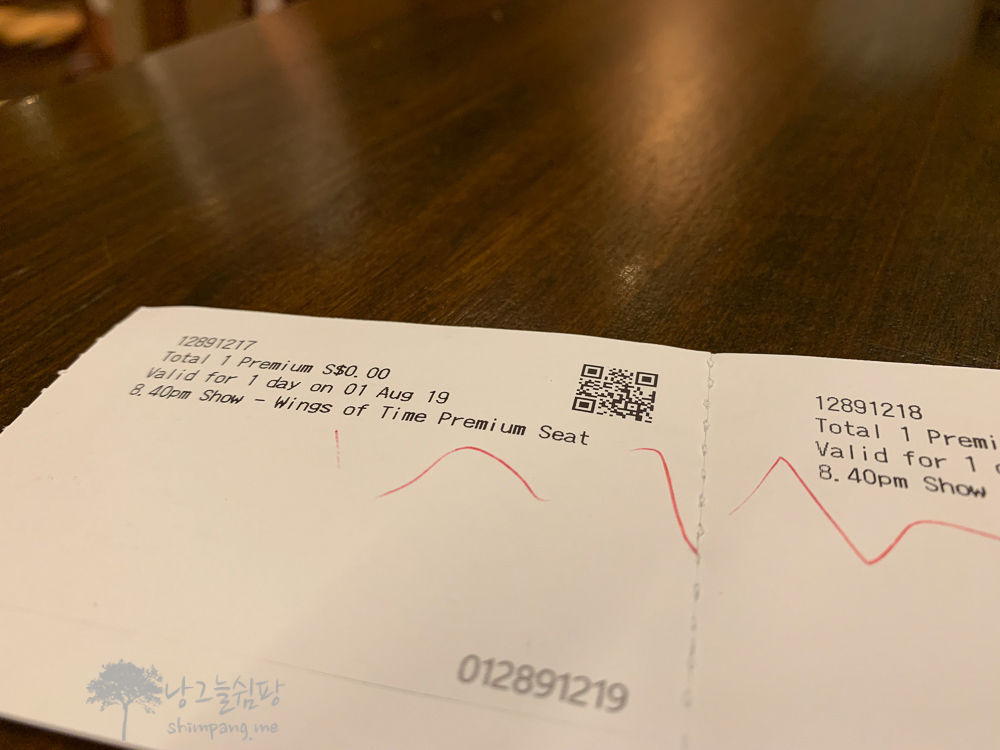 12891217
Total 1 Premium S$0.00
Valid for 1 day on 01 Aug 19
8.40pm Show - Wings of Time Premium Seat
012891219
12891218
Total 1 Premi
Valid for 1
8.40pm Show
낭그늘쉼팡
shimpang.me